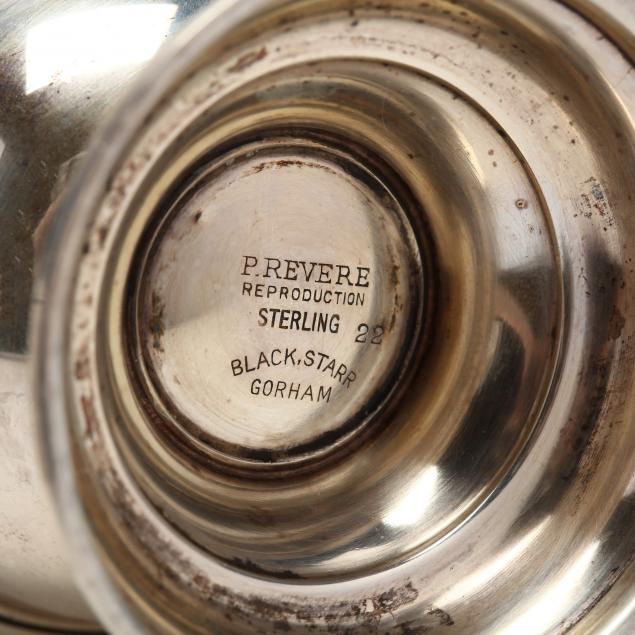 P. REVERE
REPRODUCTION
STERLING 22
BLACK, STARR
GORHAM